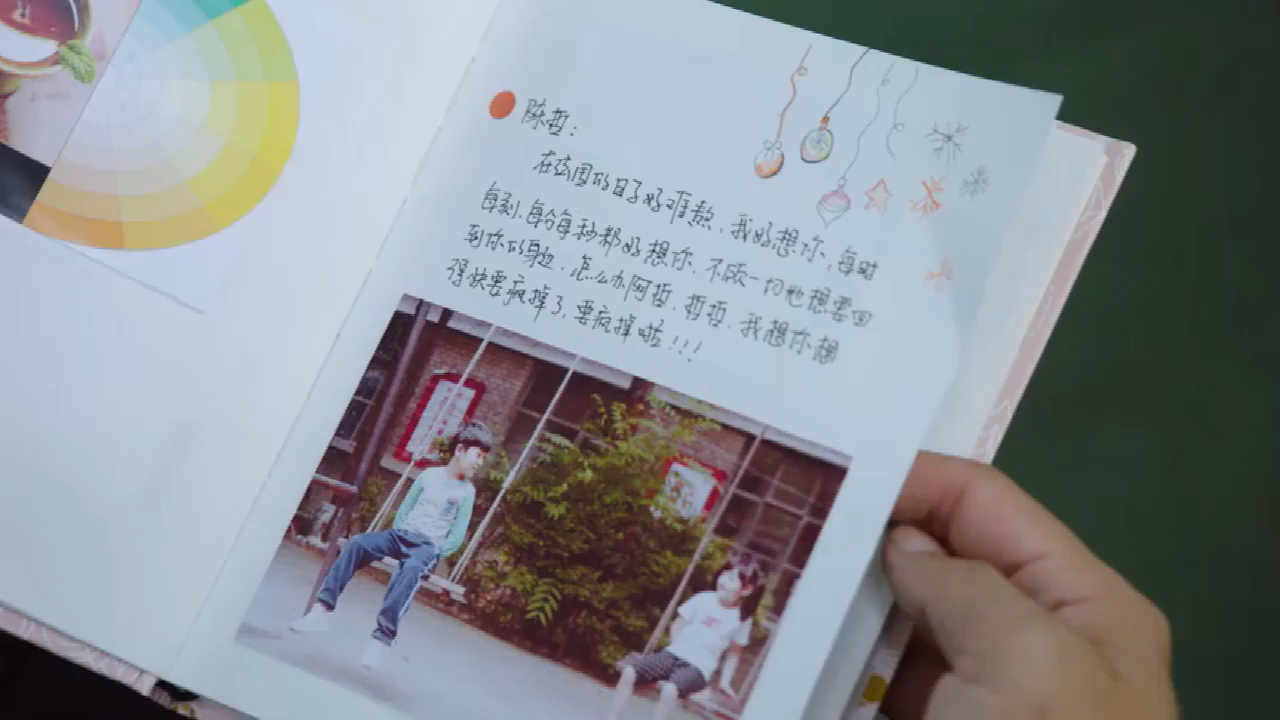 陈哲:
在法国的日子好难熬,我好想你,每时
每刻,每分每秒都好想你,不顾一切地想要回
到你的身边,怎么办阿哲,哲哲,我想你想
得快要疯掉了,要疯掉啦!!!